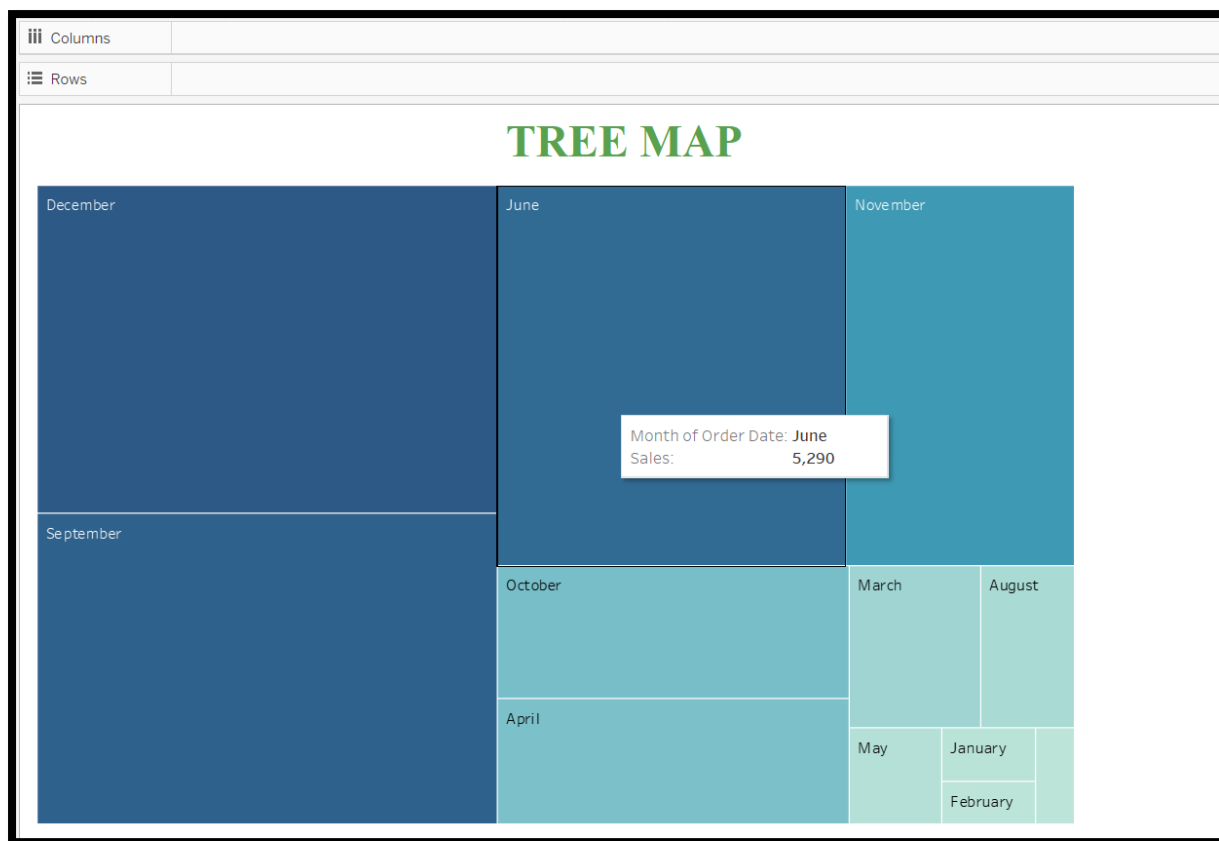 Columns
Rows
TREE MAP
December
June
November
Month of Order Date: June
Sales: 5,290
September
October
March
August
April
May
January
February